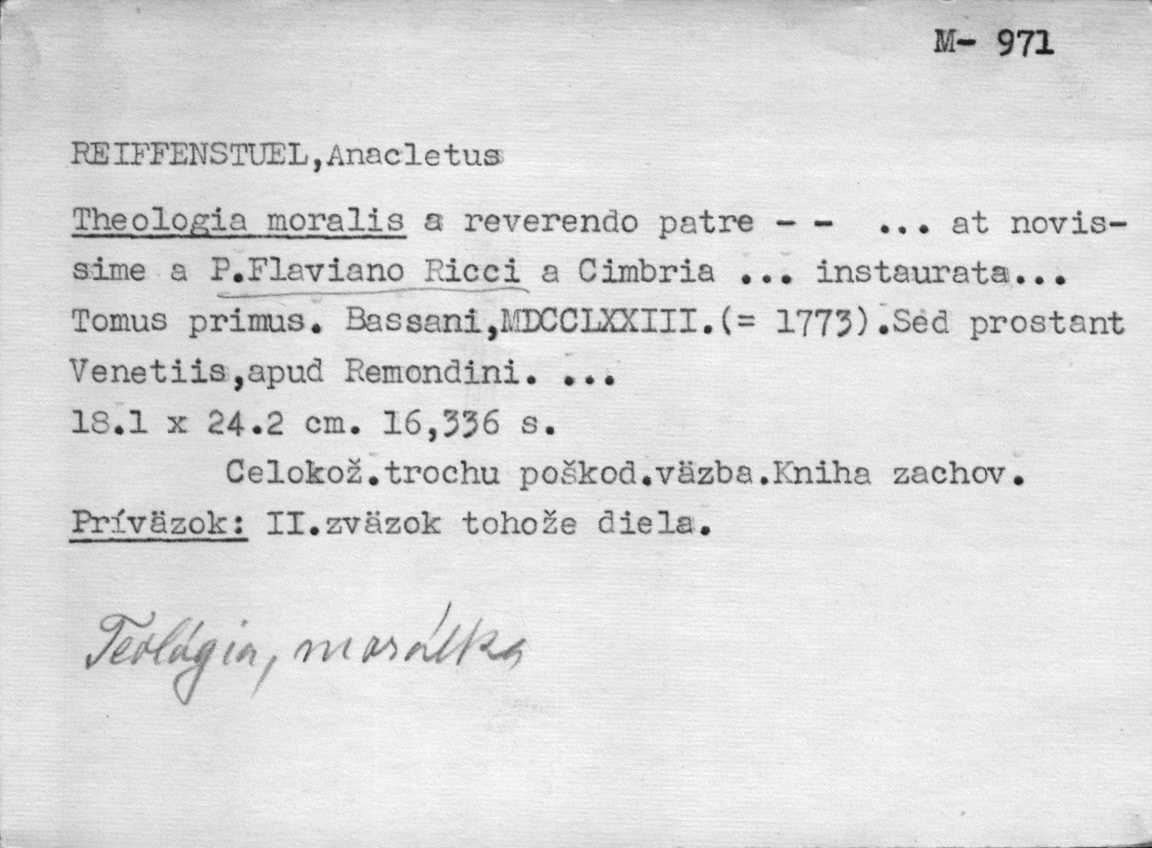 M- 971
REIFFENSTUEL,Anacletus
Theologia moralis a reverendo patre - - ... at novis-
sime a P.Flaviano Ricci a Cimbria ... instaurata...
Tomus primus. Bassani,MDCCLXXIII.(= 1773).Sed prostant
Venetiis,apud Remondini. ...
18.1 x 24.2 cm. 16,336 s.
Celokož.trochu poškod.väzba.Kniha zachov.
Príväzok: II.zväzok tohože diela.
Teológia, morálka